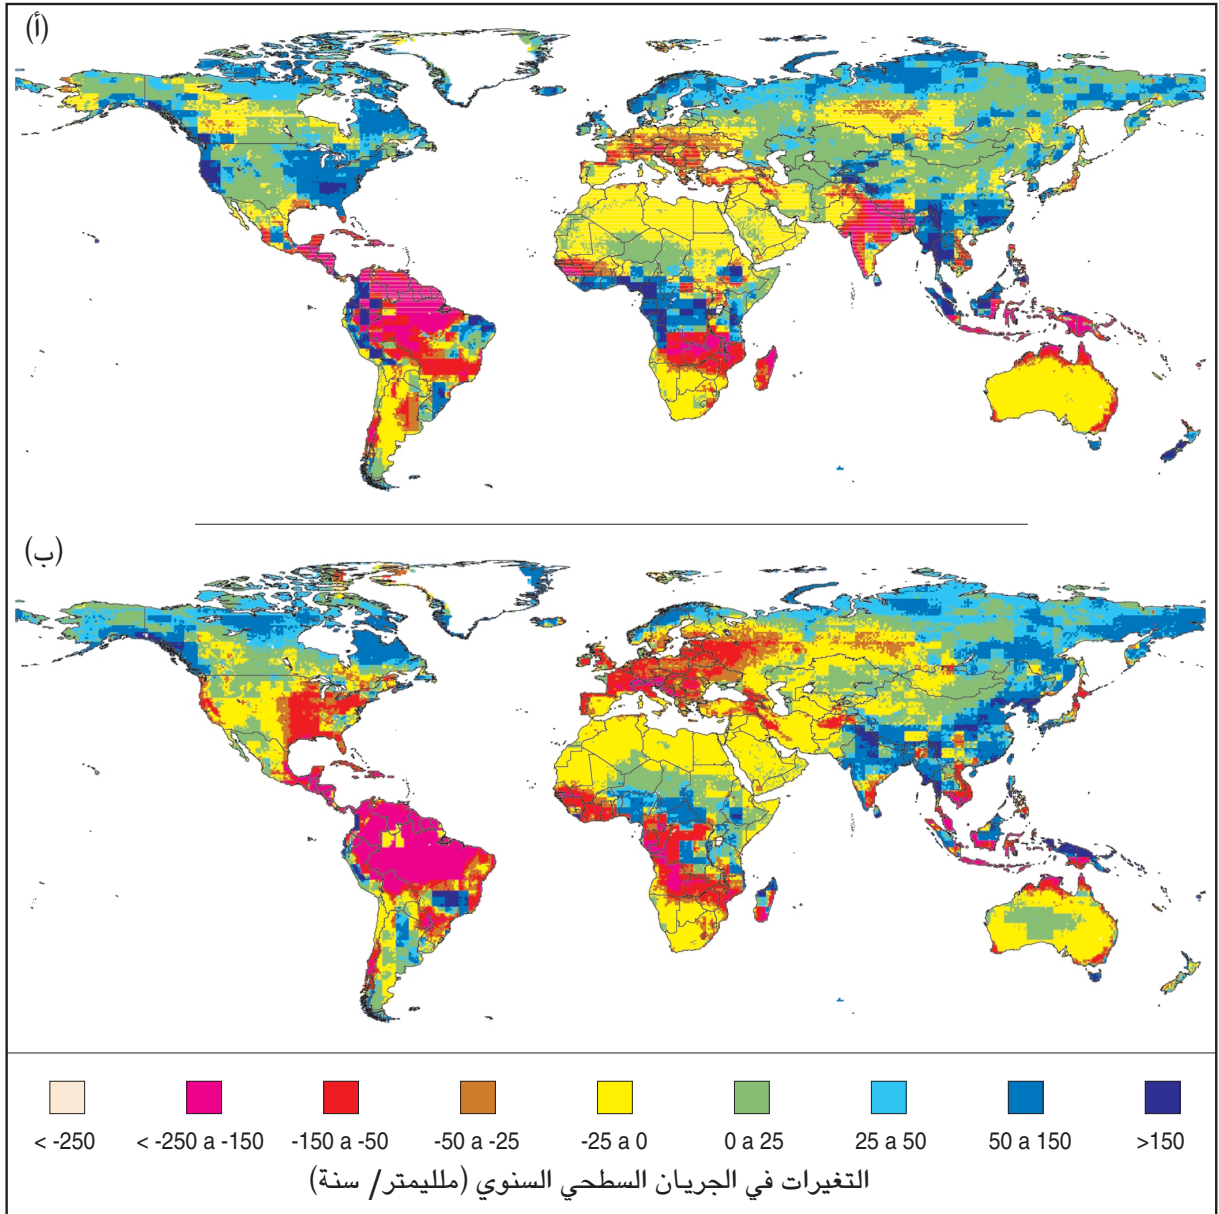 (أ)
(ب)
< -250
< -250 a -150
-150 a -50
-50 a -25
-25 a 0
0 a 25
25 a 50
50 a 150
>150
التغيرات في الجريان السطحي السنوي (ملليمتر/ سنة)